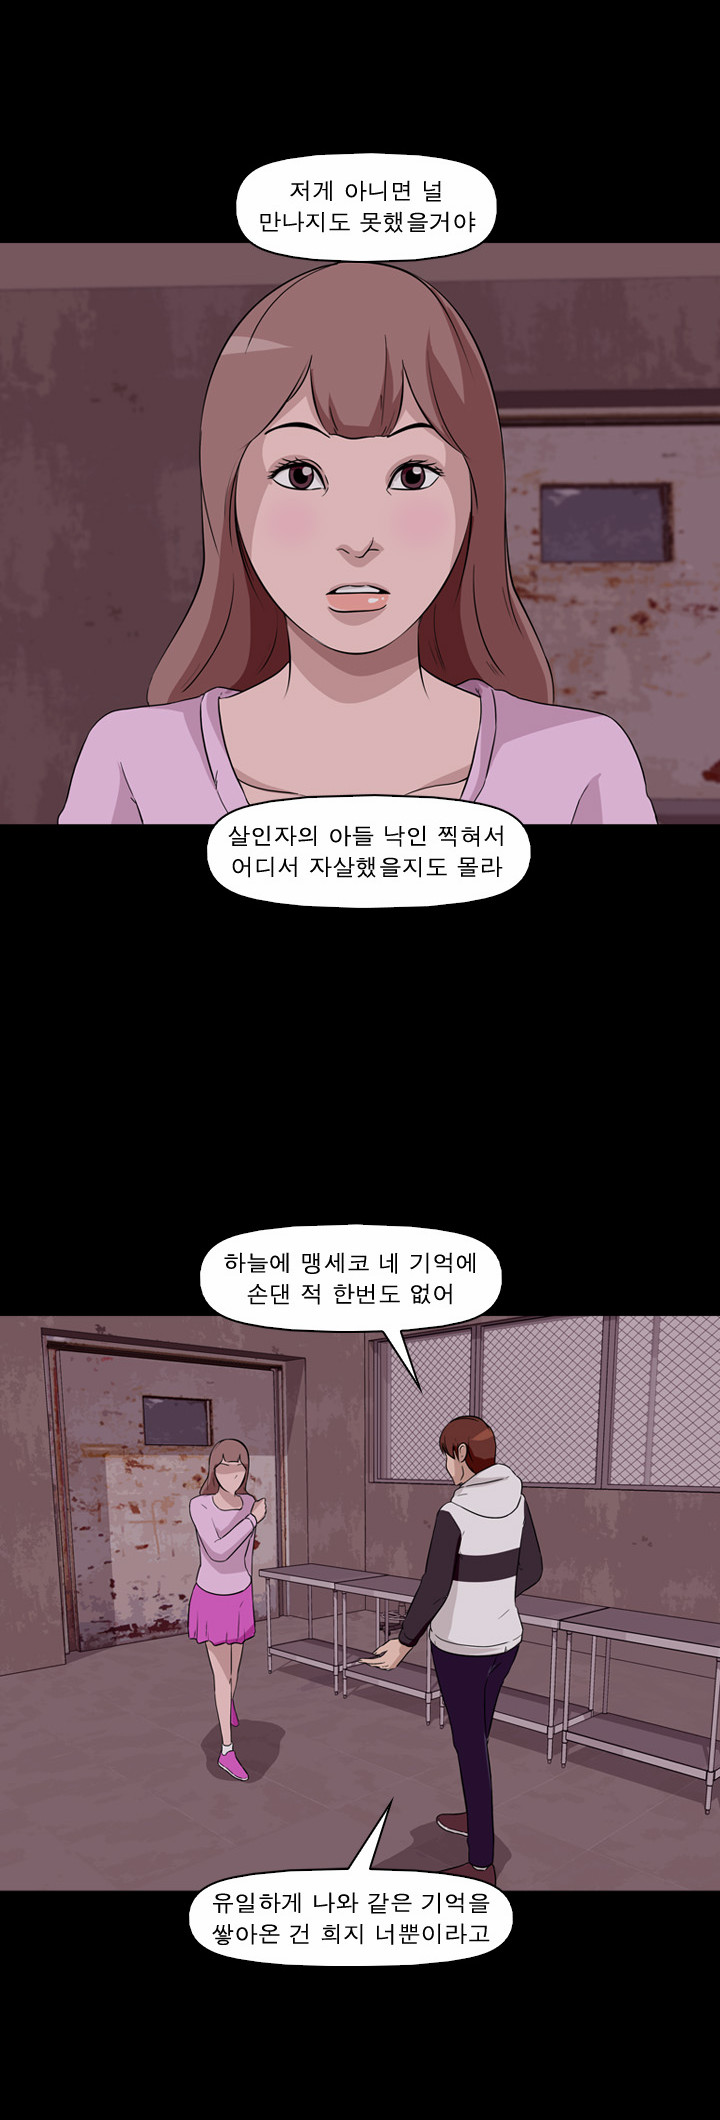 저게 아니면 널
만나지도 못했을거야
살인자의 아들 낙인 찍혀서
어디서 자살했을지도 몰라
하늘에 맹세코 네 기억에
손댄 적 한번도 없어
유일하게 나와 같은 기억을
쌓아온 건 희지 너뿐이라고